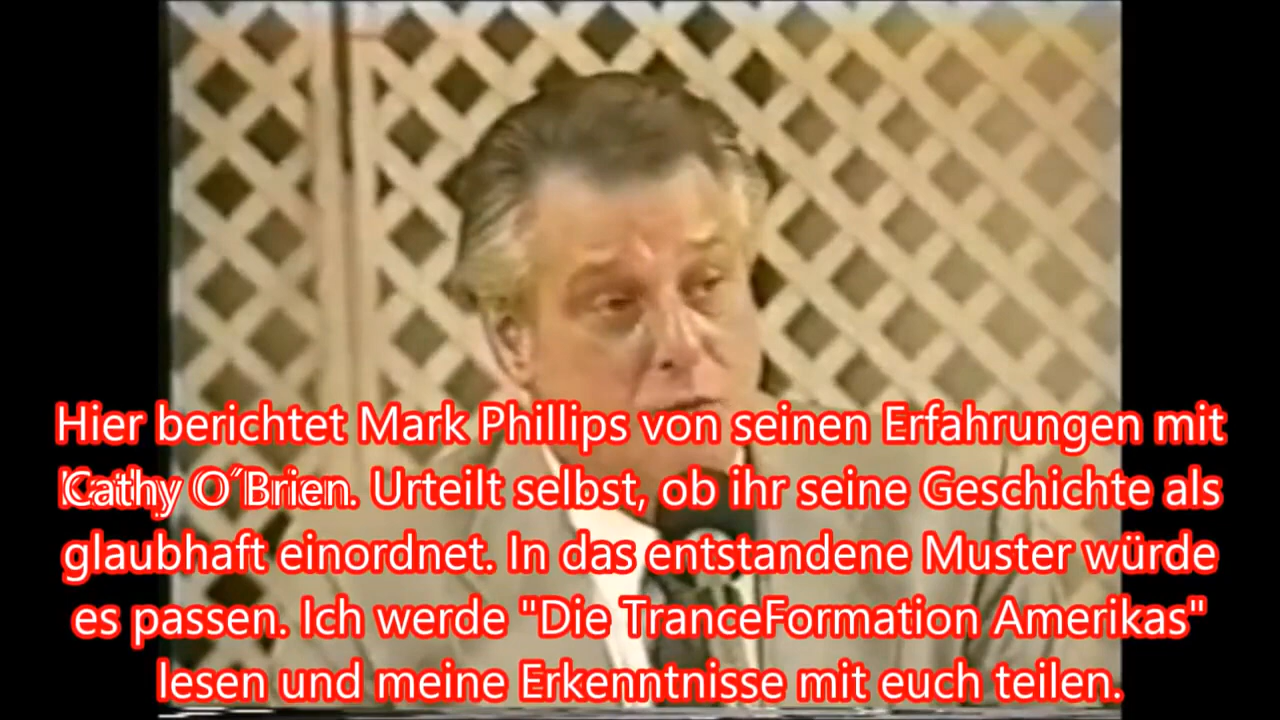 Hier berichtet Mark Phillips von seinen Erfahrungen mit
Cathy O˝Brien. Urteilt selbst, ob ihr seine Geschichte als
glaubhaft einordnet. In das entstandene Muster würde
es passen. Ich werde "Die TranceFormation Amerikas"
lesen und meine Erkenntnisse mit euch teilen.